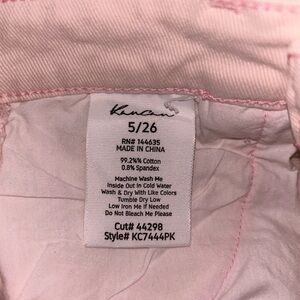 KanCan
5/26
RN# 144635
MADE IN CHINA
99.2% Cotton
0.8% Spandex
Machine Wash Me
Inside Out in Cold Water
Wash & Dry with Like Colors
Tumble Dry Low
Low Iron Me If Needed
Do Not Bleach Me Please
Cut# 44298
Style# KC7444PK